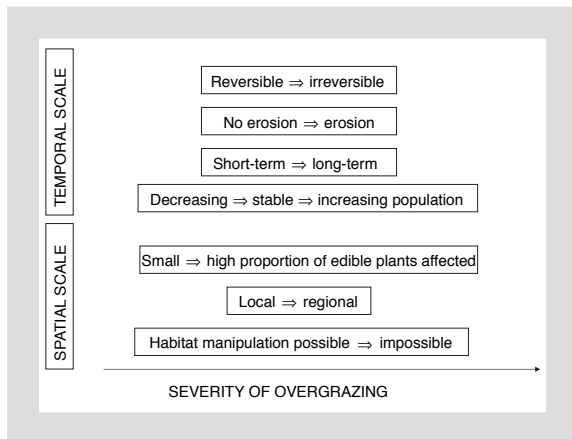 TEMPORAL SCALE
Reversible ⇒ irreversible
No erosion ⇒ erosion
Short-term ⇒ long-term
Decreasing ⇒ stable ⇒ increasing population
SPATIAL SCALE
Small ⇒ high proportion of edible plants affected
Local ⇒ regional
Habitat manipulation possible ⇒ impossible
SEVERITY OF OVERGRAZING